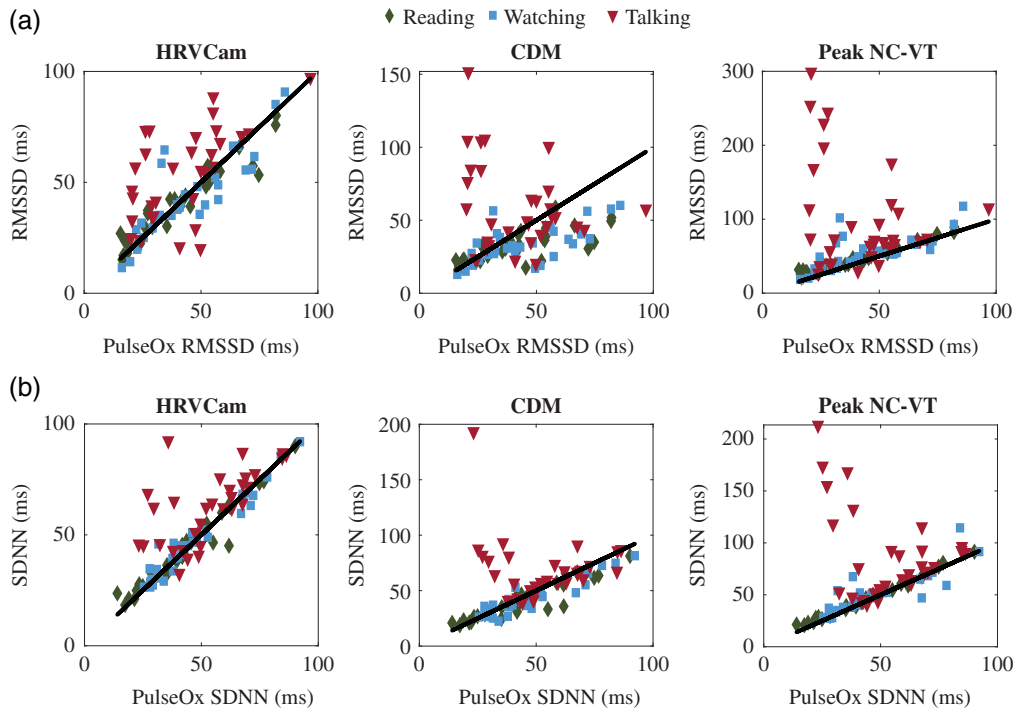 (a)
Reading Watching Talking
HRVCam CDM Peak NC-VT
100 150 300
RMSSD (ms) RMSSD (ms) RMSSD (ms)
100 200
50
50 100
0 0 0
0 50 100 0 50 100 0 50 100
PulseOx RMSSD (ms) PulseOx RMSSD (ms) PulseOx RMSSD (ms)
(b)
HRVCam CDM Peak NC-VT
100 200 200
SDNN (ms) SDNN (ms) SDNN (ms)
150 150
50 100 100
50 50
0 0 0
0 50 100 0 50 100 0 50 100
PulseOx SDNN (ms) PulseOx SDNN (ms) PulseOx SDNN (ms)